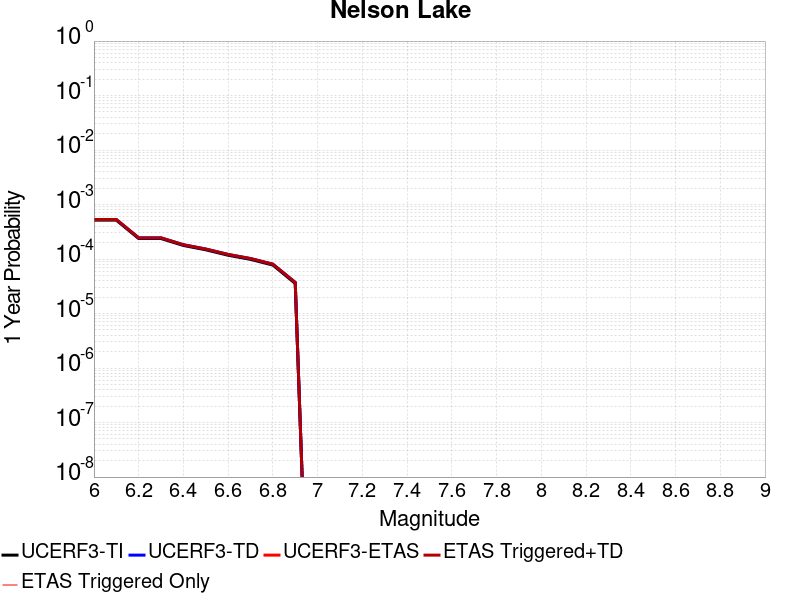 Nelson Lake
1 Year Probability
10^0
10^-1
10^-2
10^-3
10^-4
10^-5
10^-6
10^-7
10^-8
6 6.2 6.4 6.6 6.8 7 7.2 7.4 7.6 7.8 8 8.2 8.4 8.6 8.8 9
Magnitude
UCERF3-TI UCERF3-TD UCERF3-ETAS ETAS Triggered+TD
ETAS Triggered Only